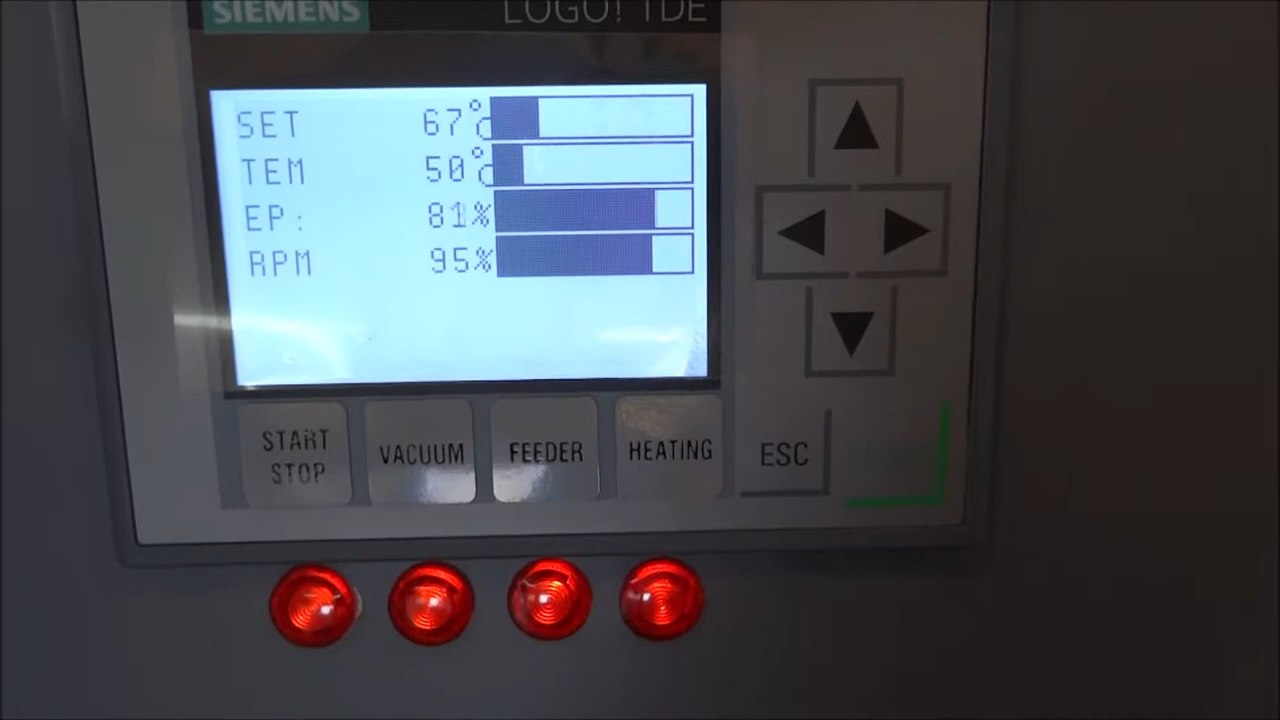 SIEMENS LOGO! TDE
SET 67°C
TEM 50°C
EP: 81%
RPM 95%
START
STOP
VACUUM
FEEDER
HEATING
ESC